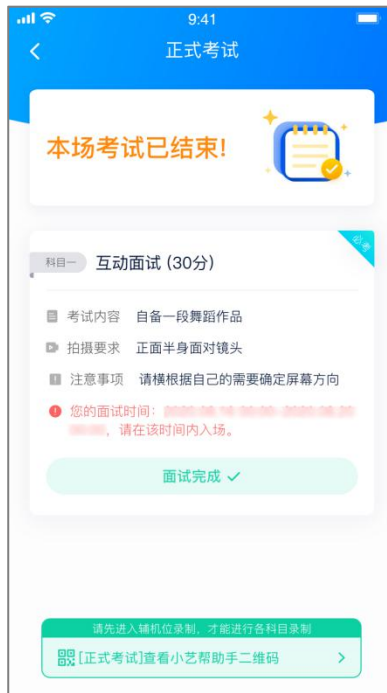 9:41
正式考试
本场考试已结束!
必考
科目一 互动面试 (30分)
考试内容 自备一段舞蹈作品
拍摄要求 正面半身面对镜头
注意事项 请横根据自己的需要确定屏幕方向
您的面试时间:
，请在该时间内入场。
面试完成
请先进入辅机位录制，才能进行各科目录制
[正式考试]查看小艺帮助手二维码